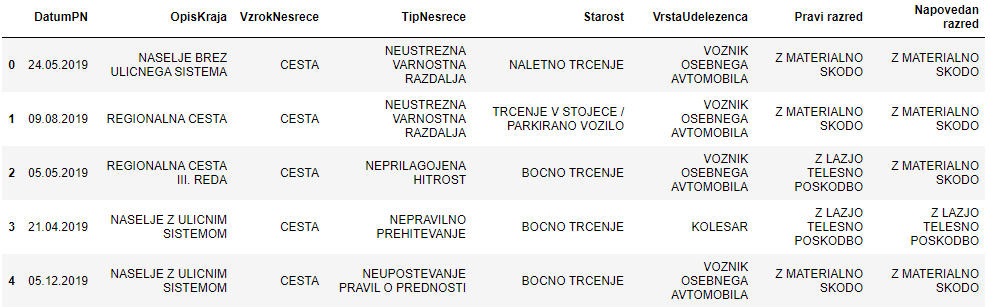 DatumPN OpisKraja VzrokNesrece TipNesrece Starost VrstaUdelezenca Pravi razred Napovedan razred
0 24.05.2019 NASELJE BREZ ULICNEGA SISTEMA CESTA NEUSTREZNA VARNOSTNA RAZDALJA NALETNO TRCENJE VOZNIK OSEBNEGA AVTOMOBILA Z MATERIALNO SKODO Z MATERIALNO SKODO
1 09.08.2019 REGIONALNA CESTA CESTA NEUSTREZNA VARNOSTNA RAZDALJA TRCENJE V STOJECE / PARKIRANO VOZILO VOZNIK OSEBNEGA AVTOMOBILA Z MATERIALNO SKODO Z MATERIALNO SKODO
2 05.05.2019 REGIONALNA CESTA III. REDA CESTA NEPRILAGOJENA HITROST BOCNO TRCENJE VOZNIK OSEBNEGA AVTOMOBILA Z LAZJO TELESNO POSKODBO Z MATERIALNO SKODO
3 21.04.2019 NASELJE Z ULICNIM SISTEMOM CESTA NEPRAVILNO PREHITEVANJE BOCNO TRCENJE KOLESAR Z LAZJO TELESNO POSKODBO Z LAZJO TELESNO POSKODBO
4 05.12.2019 NASELJE Z ULICNIM SISTEMOM CESTA NEUPOSTEVANJE PRAVIL O PREDNOSTI BOCNO TRCENJE VOZNIK OSEBNEGA AVTOMOBILA Z MATERIALNO SKODO Z MATERIALNO SKODO